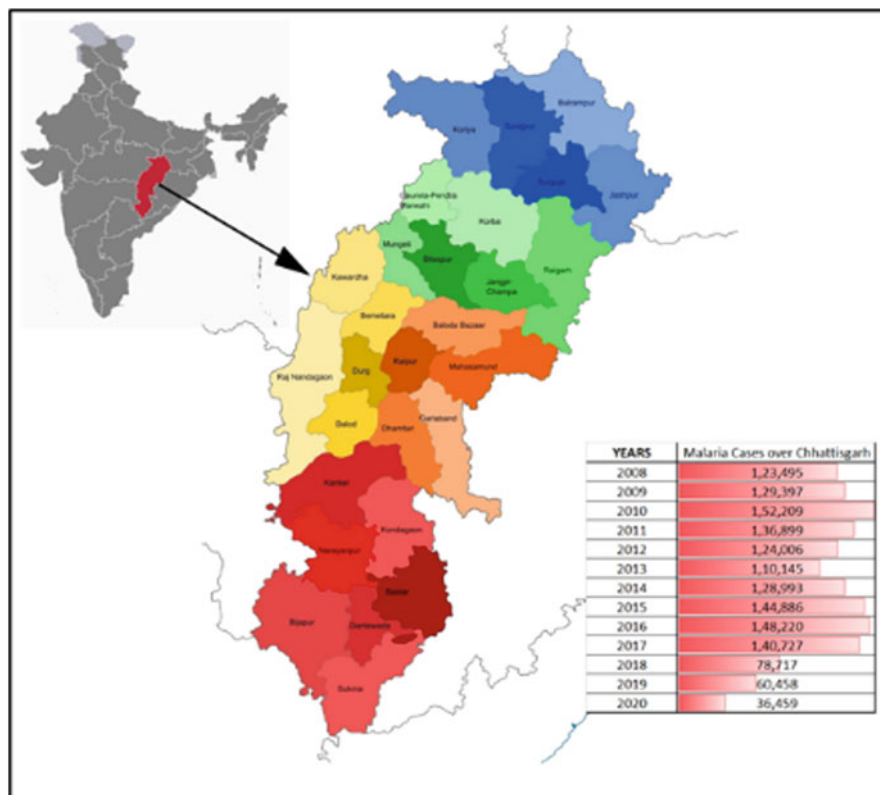 Balrampur
Koriya
Surajpur
Surguja
Jashpur
Gaurela-Pendra
Marwahi
Korba
Mungeli
Bilaspur
Raigarh
Janjgir
Champa
Kawardha
Bemetara
Baloda Bazaar
Raj Nandagaon
Durg
Raipur
Mahasamund
Balod
Dhamtari
Gariaband
Kanker
Kondagaon
Narayanpur
Bastar
Bijapur
Dantewada
Sukma
YEARS Malaria Cases over Chhattisgarh
2008 1,23,495
2009 1,29,397
2010 1,52,209
2011 1,36,899
2012 1,24,006
2013 1,10,145
2014 1,28,993
2015 1,44,886
2016 1,48,220
2017 1,40,727
2018 78,717
2019 60,458
2020 36,459